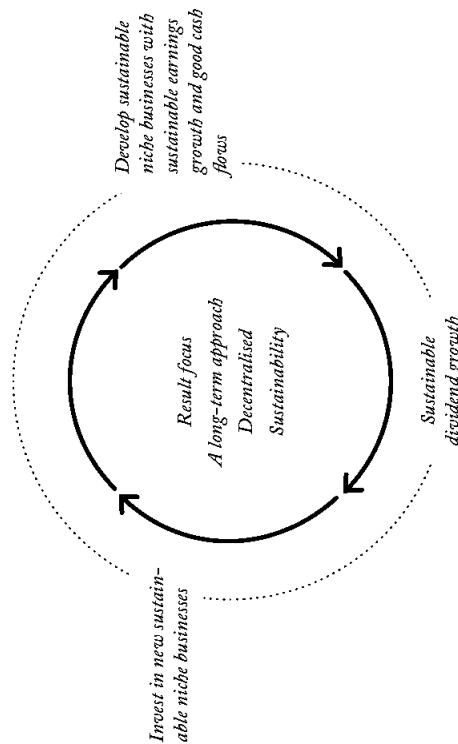 Develop sustainable
niche businesses with
sustainable earnings
growth and good cash
flows
Result focus
A long-term approach
Decentralised
Sustainability
Invest in new sustain-
able niche businesses
Sustainable
dividend growth